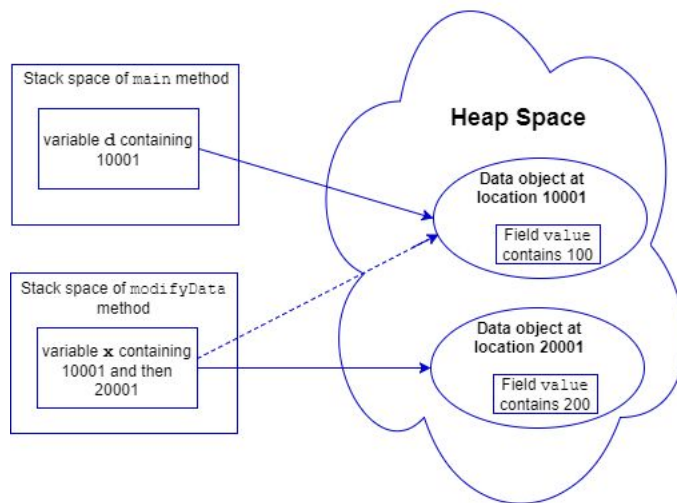 Stack space of main method
variable d containing
10001
Heap Space
Data object at
location 10001
Field value
contains 100
Stack space of modifyData
method
variable x containing
10001 and then
20001
Data object at
location 20001
Field value
contains 200